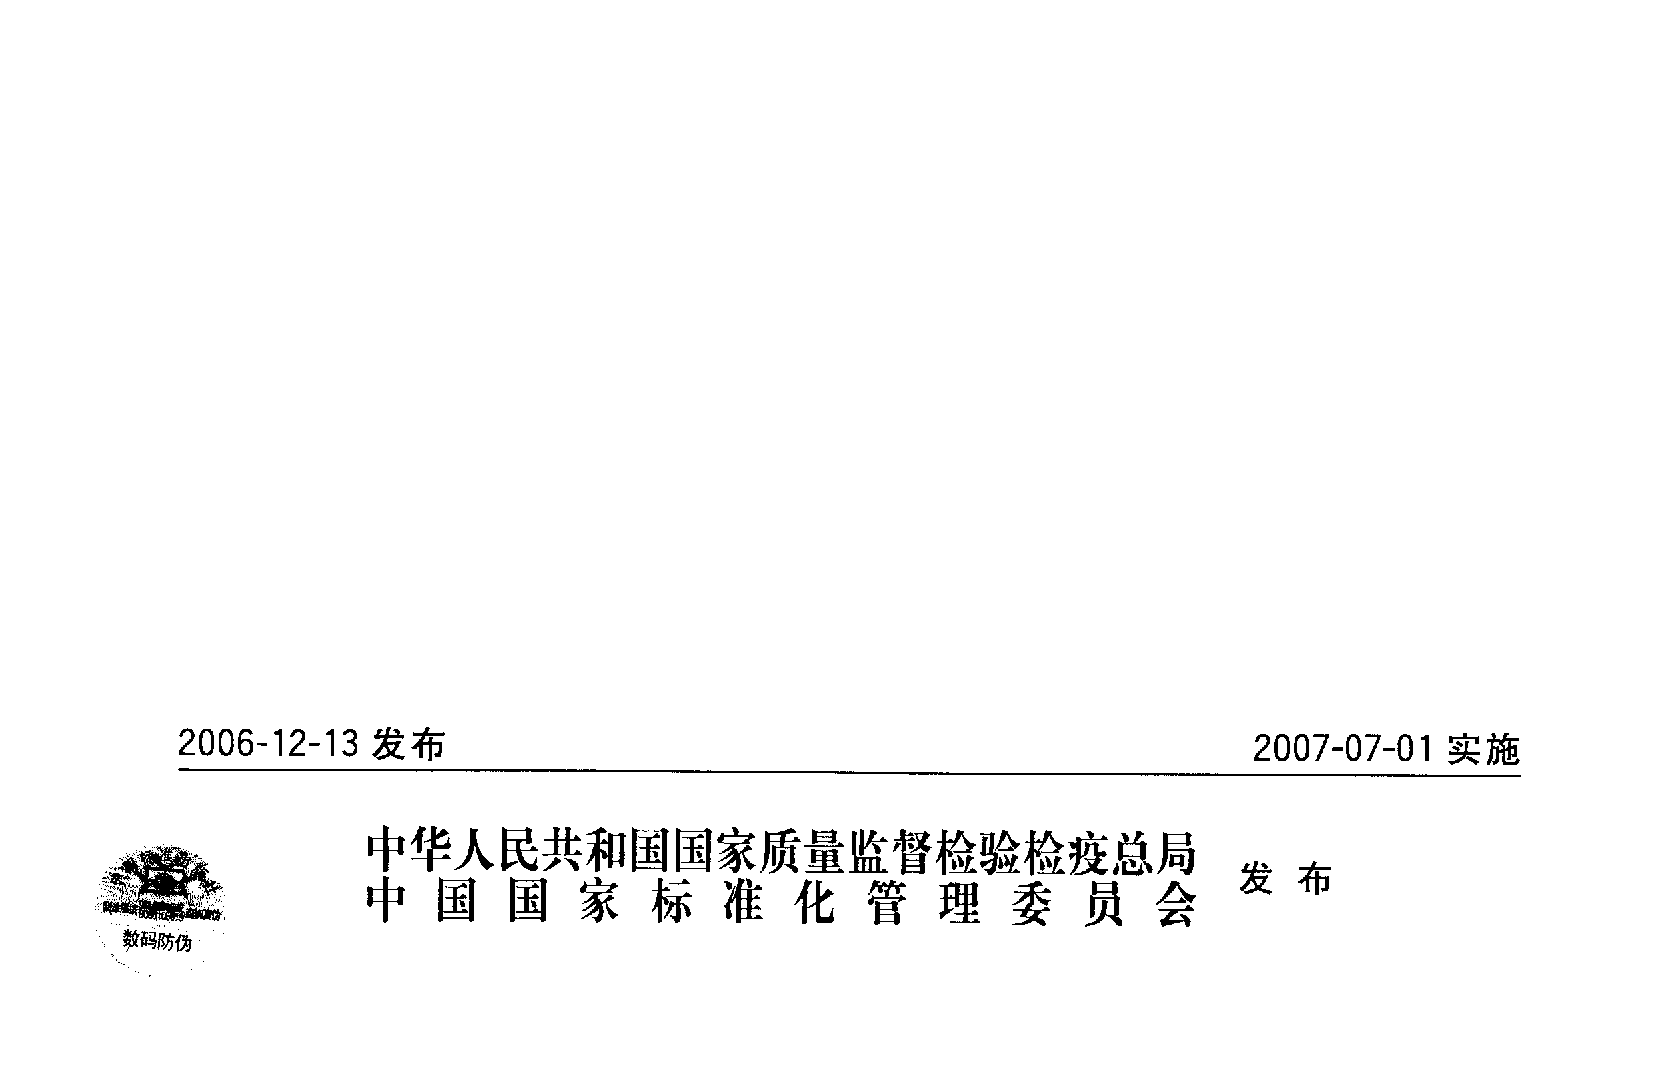 2006-12-13 发布
2007-07-01 实施
中华人民共和国国家质量监督检验检疫总局
中国国家标准化管理委员会
发布
数码防伪